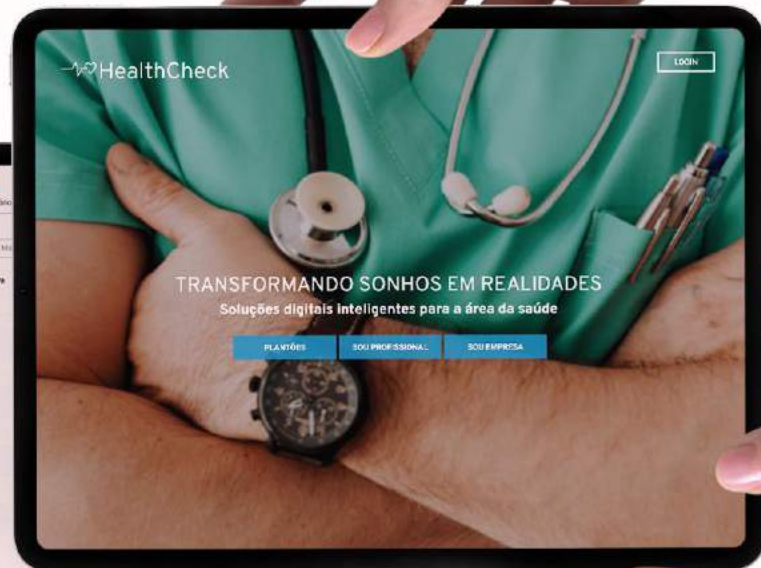 HealthCheck
LOGIN
TRANSFORMANDO SONHOS EM REALIDADES
Soluções digitais inteligentes para a área da saúde
PLANTÕES
SOU PROFISSIONAL
SOU EMPRESA